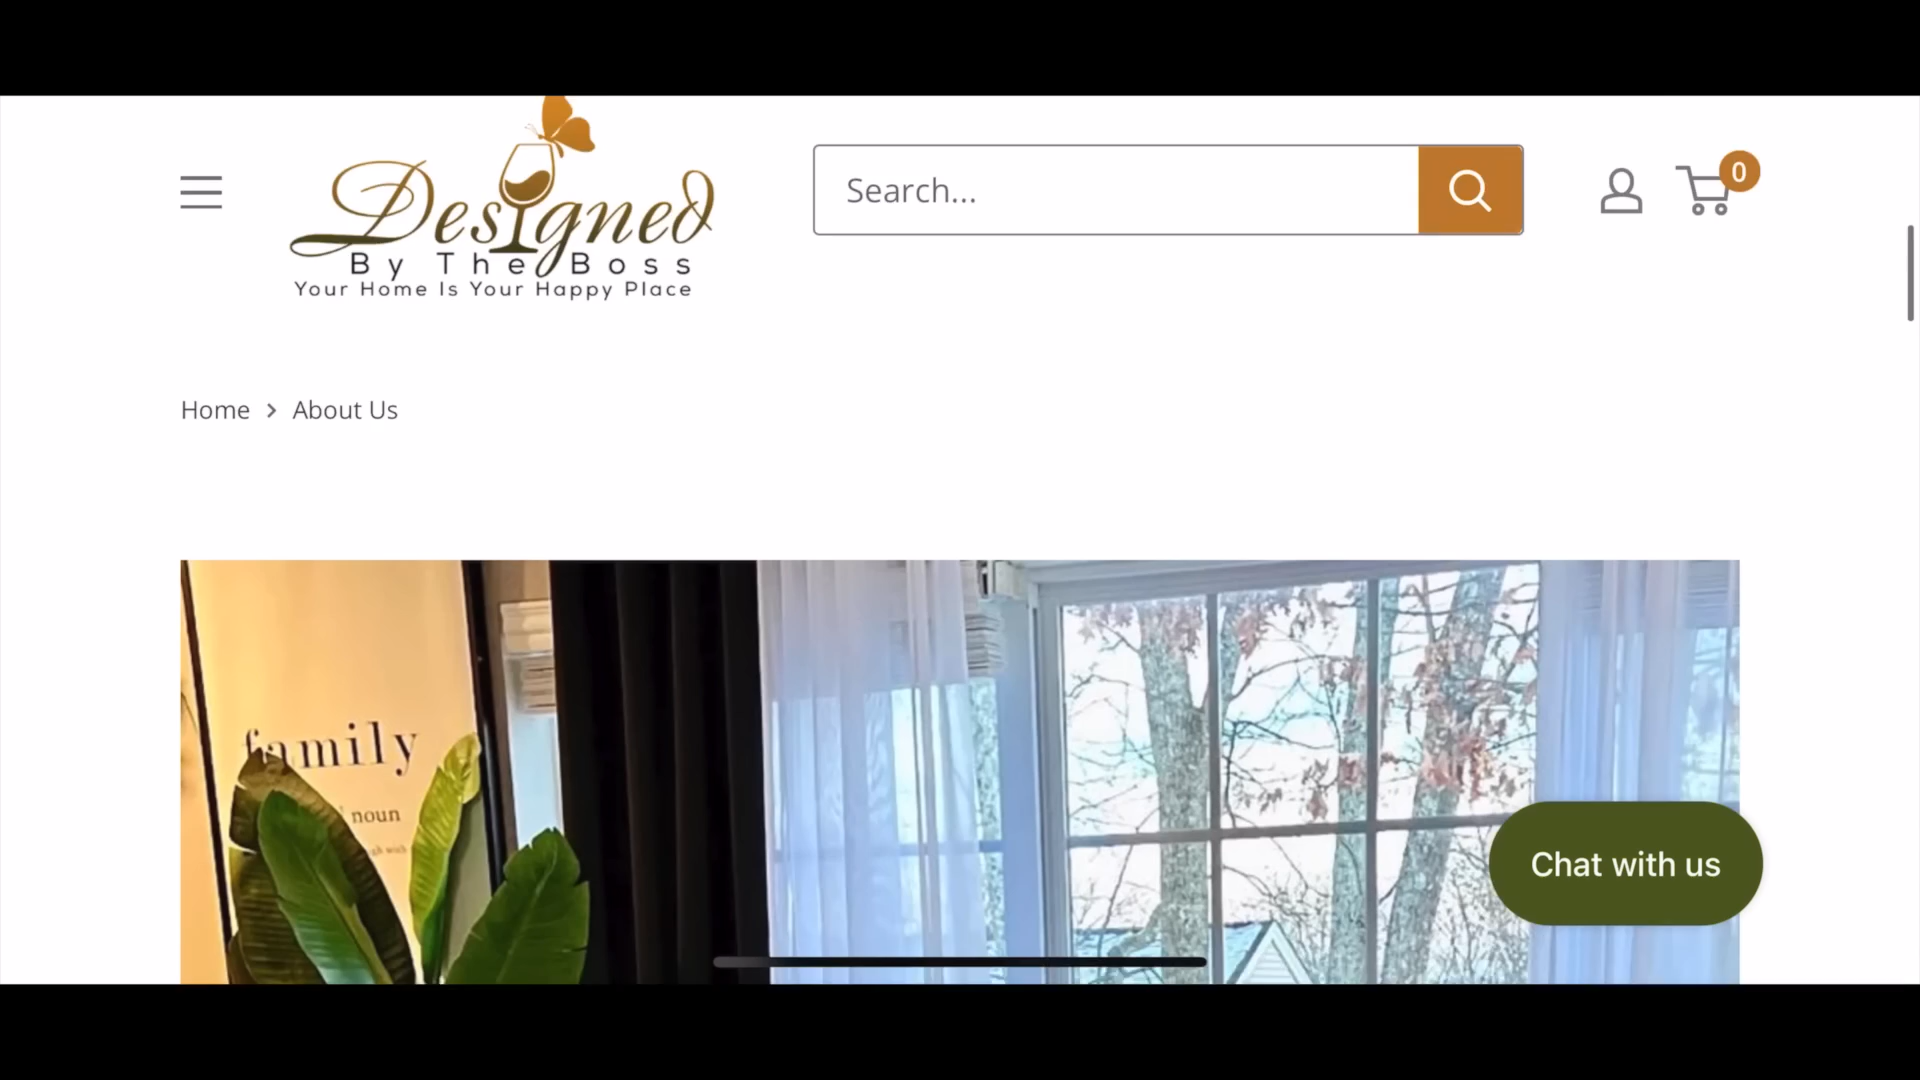 Designed
By The Boss
Your Home Is Your Happy Place
Search...
0
Home > About Us
family
noun
Chat with us